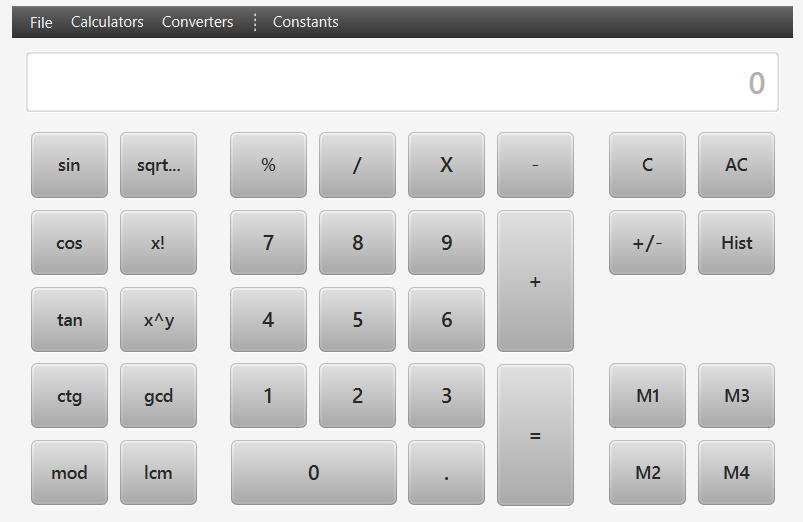 File Calculators Converters Constants
0
sin sqrt... % / X - C AC
cos x! 7 8 9 + +/- Hist
tan x^y 4 5 6
ctg gcd 1 2 3 = M1 M3
mod lcm 0 . M2 M4